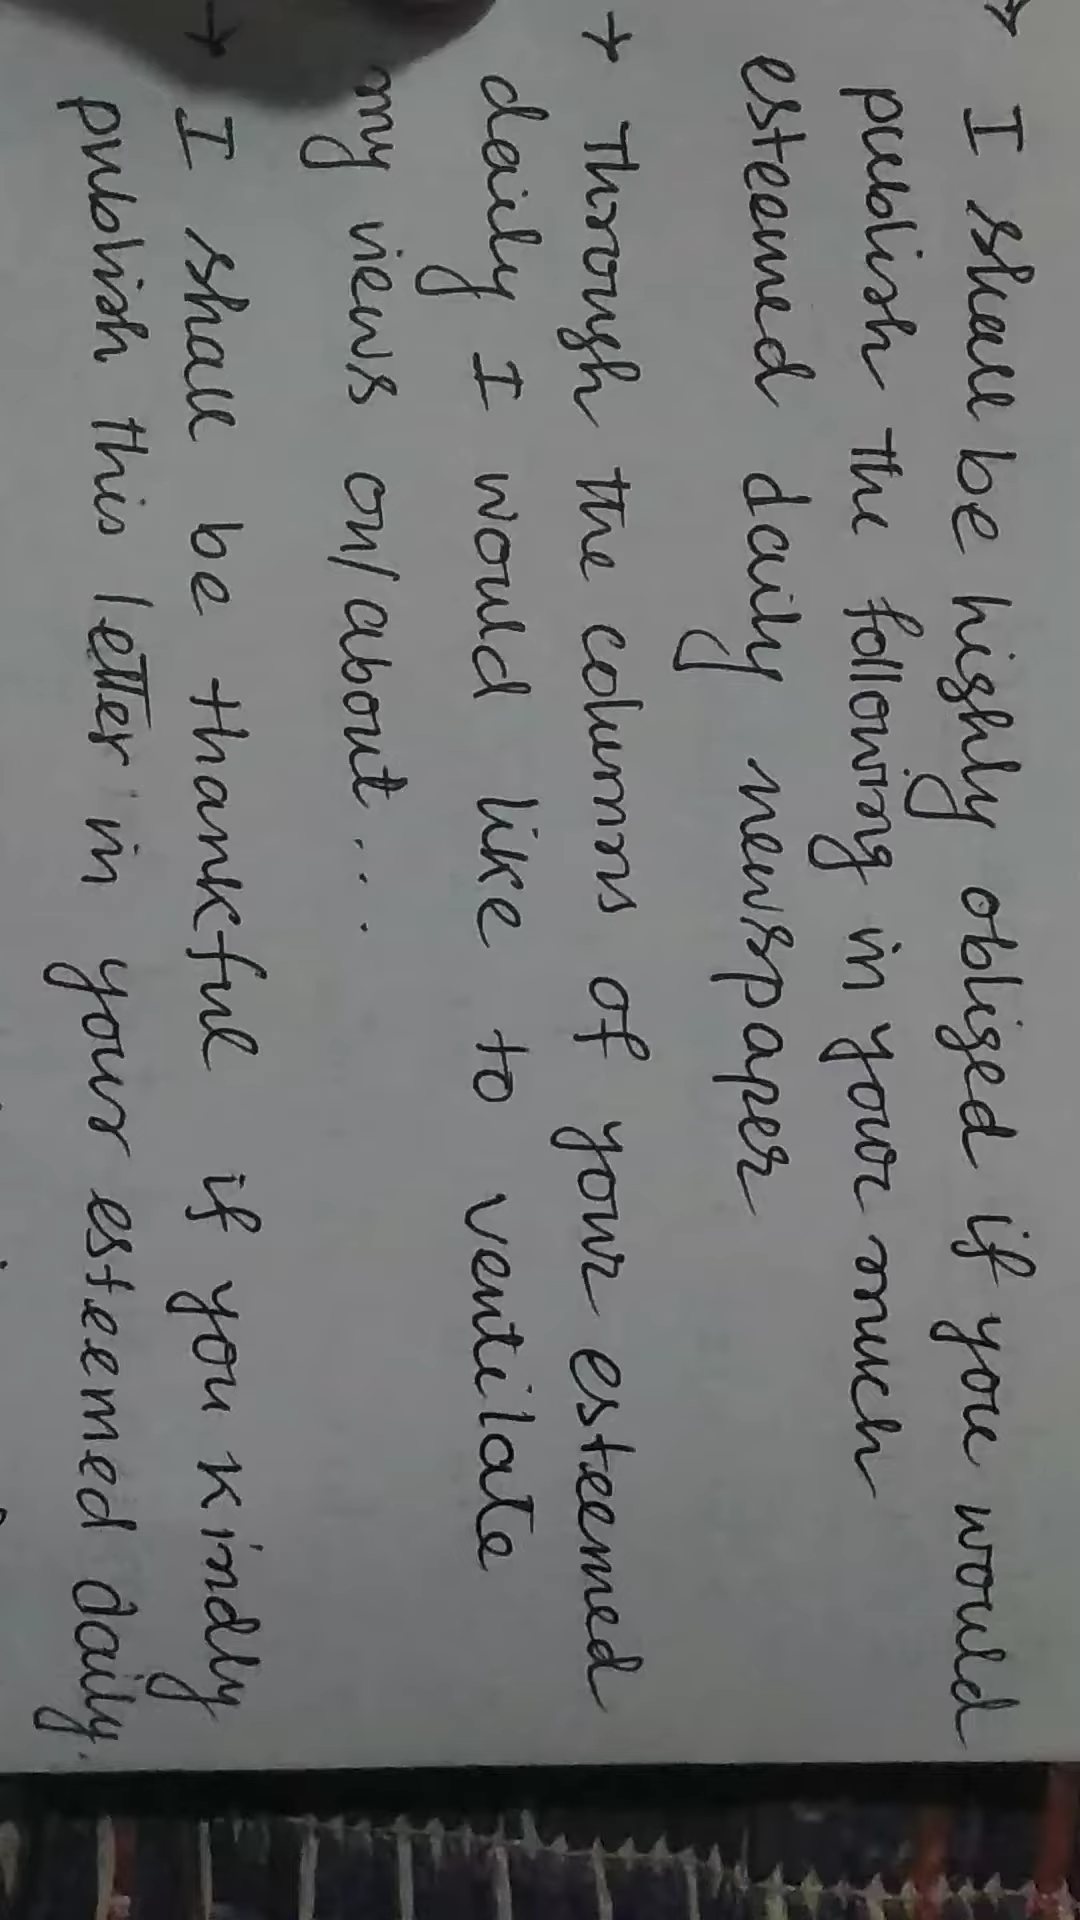 → I shall be highly obliged if you would
publish the following in your much
esteemed daily newspaper
→ Through the columns of your esteemed
daily I would like to ventilate
my views on/about...
→ I shall be thankful if you kindly
publish this letter in your esteemed daily.